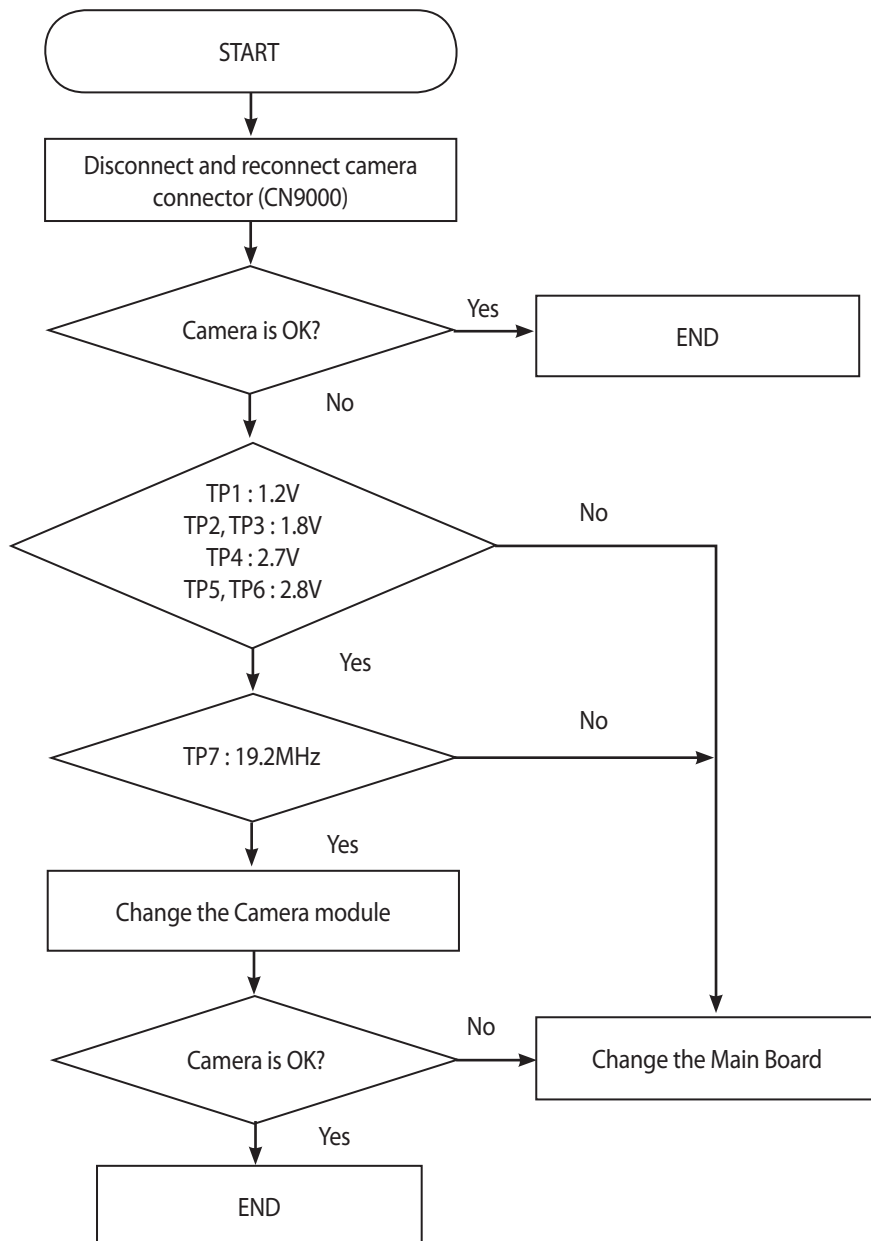 START
Disconnect and reconnect camera
connector (CN9000)
Camera is OK?
Yes
END
No
TP1 : 1.2V
TP2, TP3 : 1.8V
TP4 : 2.7V
TP5, TP6 : 2.8V
No
Yes
TP7 : 19.2MHz
No
Yes
Change the Camera module
Camera is OK?
No
Change the Main Board
Yes
END